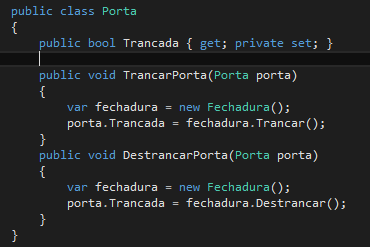 public class Porta
{
    public bool Trancada { get; private set; }

    public void TrancarPorta(Porta porta)
    {
        var fechadura = new Fechadura();
        porta.Trancada = fechadura.Trancar();
    }
    public void DestrancarPorta(Porta porta)
    {
        var fechadura = new Fechadura();
        porta.Trancada = fechadura.Destrancar();
    }
}